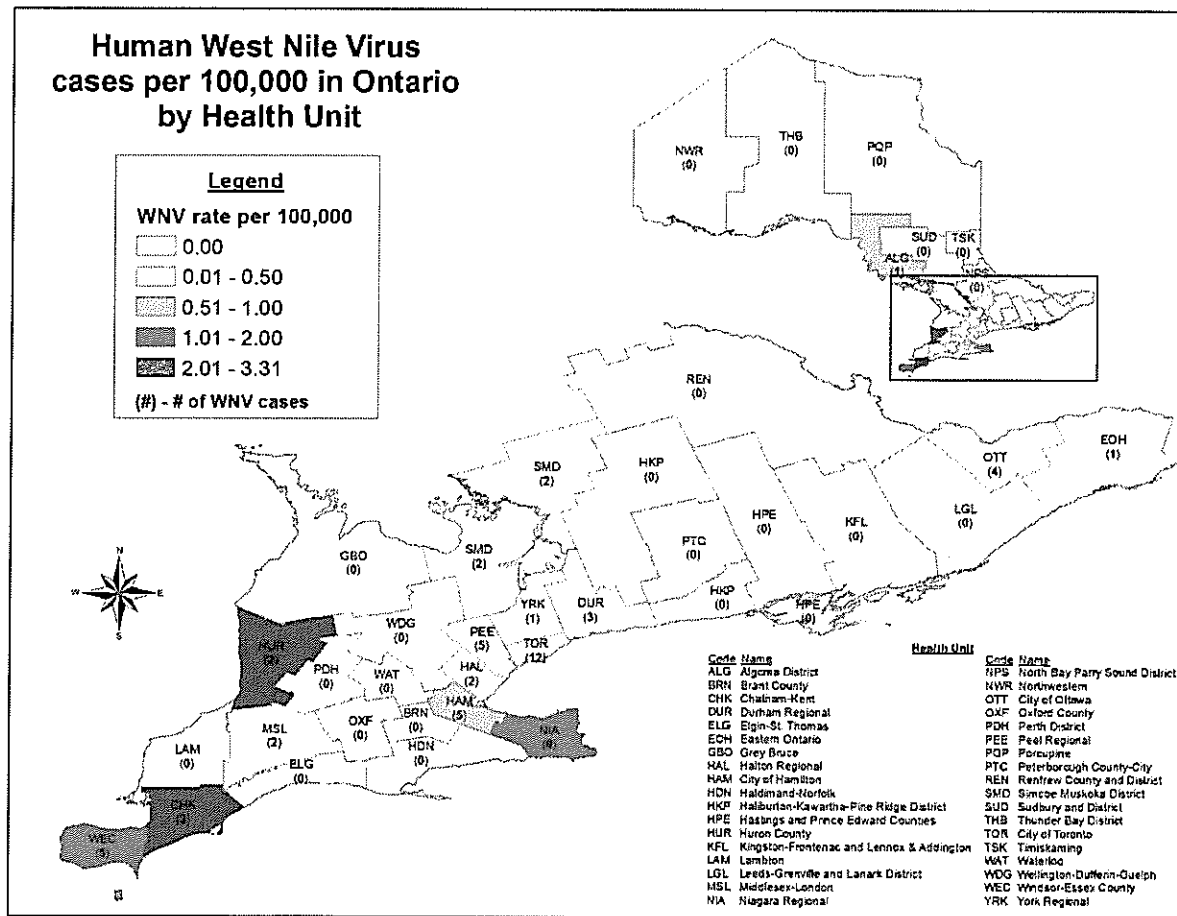 Human West Nile Virus
cases per 100,000 in Ontario
by Health Unit
Legend
WNV rate per 100,000
0.00
0.01 - 0.50
0.51 - 1.00
1.01 - 2.00
2.01 - 3.31
(#) - # of WNV cases
NWR
(0)
THB
(0)
PQP
(0)
SUD
(0)
TSK
(0)
ALG
(1)
NPS
(0)
REN
(0)
SMD
(2)
HKP
(0)
OTT
(4)
EOH
(1)
GBO
(0)
SMD
(2)
PTC
(0)
HPE
(0)
KFL
(0)
LGL
(0)
N
W E
S
WDG
(0)
PEE
(5)
YRK
(1)
DUR
(3)
HKP
(0)
HPE
(0)
HUR
PDH
(0)
WAT
(0)
HAL
(2)
TOR
(12)
LAM
(0)
MSL
(2)
OXF
(0)
BRN
(0)
HAM
(5)
NIA
ELG
(0)
HDN
(0)
CHK
WEC
Health Unit
Code Name
ALG Algoma District
BRN Brant County
CHK Chatham-Kent
DUR Durham Regional
ELG Elgin-St. Thomas
EOH Eastern Ontario
GBO Grey Bruce
HAL Halton Regional
HAM City of Hamilton
HDN Haldimand-Norfolk
HKP Haliburton-Kawartha-Pine Ridge District
HPE Hastings and Prince Edward Counties
HUR Huron County
KFL Kingston-Frontenac and Lennox & Addington
LAM Lambton
LGL Leeds-Grenville and Lanark District
MSL Middlesex-London
NIA Niagara Regional
Code Name
NPS North Bay Parry Sound District
NWR Northwestern
OTT City of Ottawa
OXF Oxford County
PDH Perth District
PEE Peel Regional
PQP Porcupine
PTC Peterborough County-City
REN Renfrew County and District
SMD Simcoe Muskoka District
SUD Sudbury and District
THB Thunder Bay District
TOR City of Toronto
TSK Timiskaming
WAT Waterloo
WDG Wellington-Dufferin-Guelph
WEC Windsor-Essex County
YRK York Regional